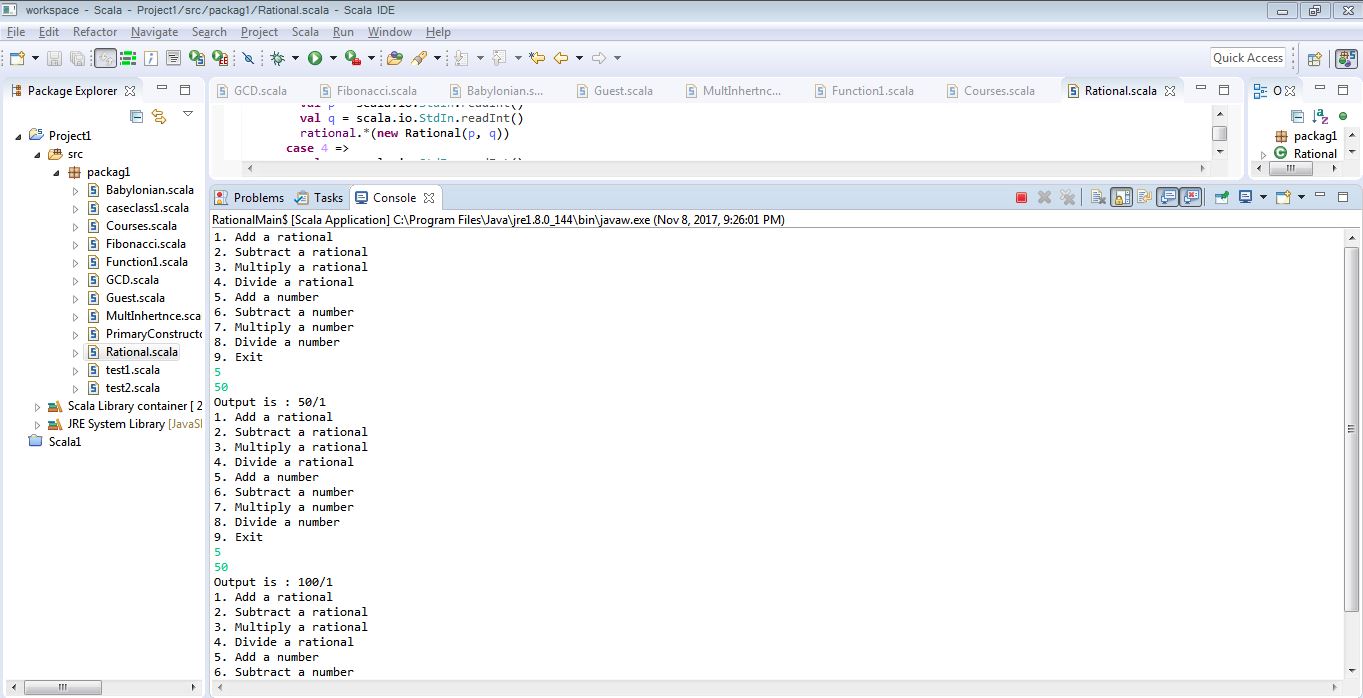 workspace - Scala - Project1/src/packag1/Rational.scala - Scala IDE
File Edit Refactor Navigate Search Project Scala Run Window Help
Quick Access
Package Explorer
Project1
src
packag1
Babylonian.scala
caseclass1.scala
Courses.scala
Fibonacci.scala
Function1.scala
GCD.scala
Guest.scala
MultInhertnce.sca
PrimaryConstructo
Rational.scala
test1.scala
test2.scala
Scala Library container [ 2
JRE System Library [JavaS
Scala1
GCD.scala Fibonacci.scala Babylonian.s... Guest.scala MultInhertnc... Function1.scala Courses.scala Rational.scala
val p = scala.io.StdIn.readInt()
val q = scala.io.StdIn.readInt()
rational.*(new Rational(p, q))
case 4 =>
O
packag1
Rational
Problems Tasks Console
RationalMain$ [Scala Application] C:\Program Files\Java\jre1.8.0_144\bin\javaw.exe (Nov 8, 2017, 9:26:01 PM)
1. Add a rational
2. Subtract a rational
3. Multiply a rational
4. Divide a rational
5. Add a number
6. Subtract a number
7. Multiply a number
8. Divide a number
9. Exit
5
50
Output is : 50/1
1. Add a rational
2. Subtract a rational
3. Multiply a rational
4. Divide a rational
5. Add a number
6. Subtract a number
7. Multiply a number
8. Divide a number
9. Exit
5
50
Output is : 100/1
1. Add a rational
2. Subtract a rational
3. Multiply a rational
4. Divide a rational
5. Add a number
6. Subtract a number